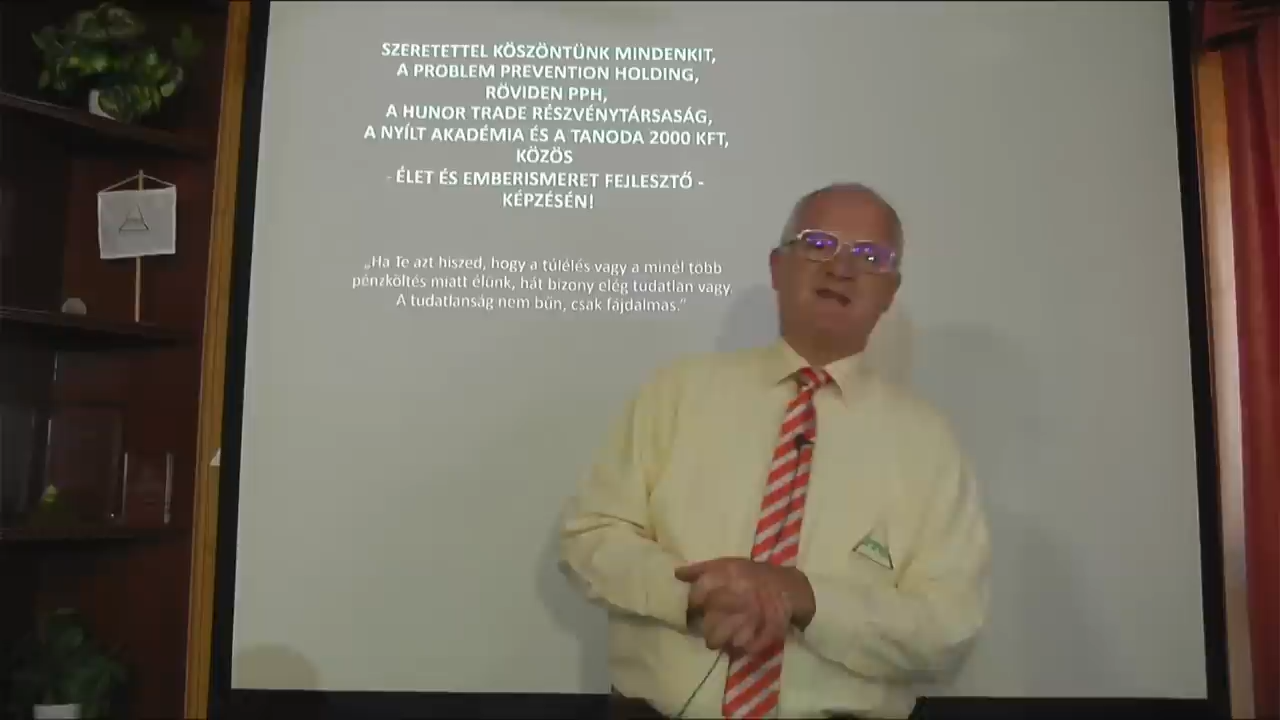 SZERETETTEL KÖSZÖNTÜNK MINDENKIT,
A PROBLEM PREVENTION HOLDING,
RÖVIDEN PPH,
A HUNOR TRADE RÉSZVÉNYTÁRSASÁG,
A NYÍLT AKADÉMIA ÉS A TANODA 2000 KFT,
KÖZÖS
- ÉLET ÉS EMBERISMERET FEJLESZTŐ -
KÉPZÉSÉN!
„Ha Te azt hiszed, hogy a túlélés vagy a minél több
pénzköltés miatt élünk, hát bizony elég tudatlan vagy.
A tudatlanság nem bűn, csak fájdalmas.”